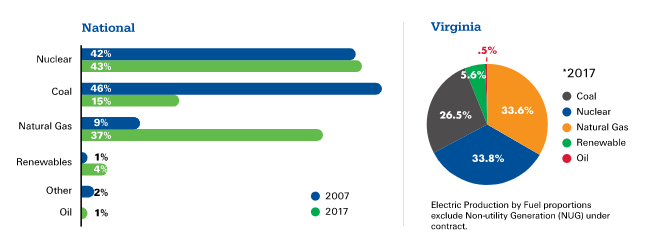 National
Nuclear
42%
43%
Coal
46%
15%
Natural Gas
9%
37%
Renewables
1%
4%
Other
2%
Oil
1%
2007
2017
Virginia
.5%
5.6%
33.6%
26.5%
33.8%
*2017
Coal
Nuclear
Natural Gas
Renewable
Oil
Electric Production by Fuel proportions
exclude Non-utility Generation (NUG) under
contract.